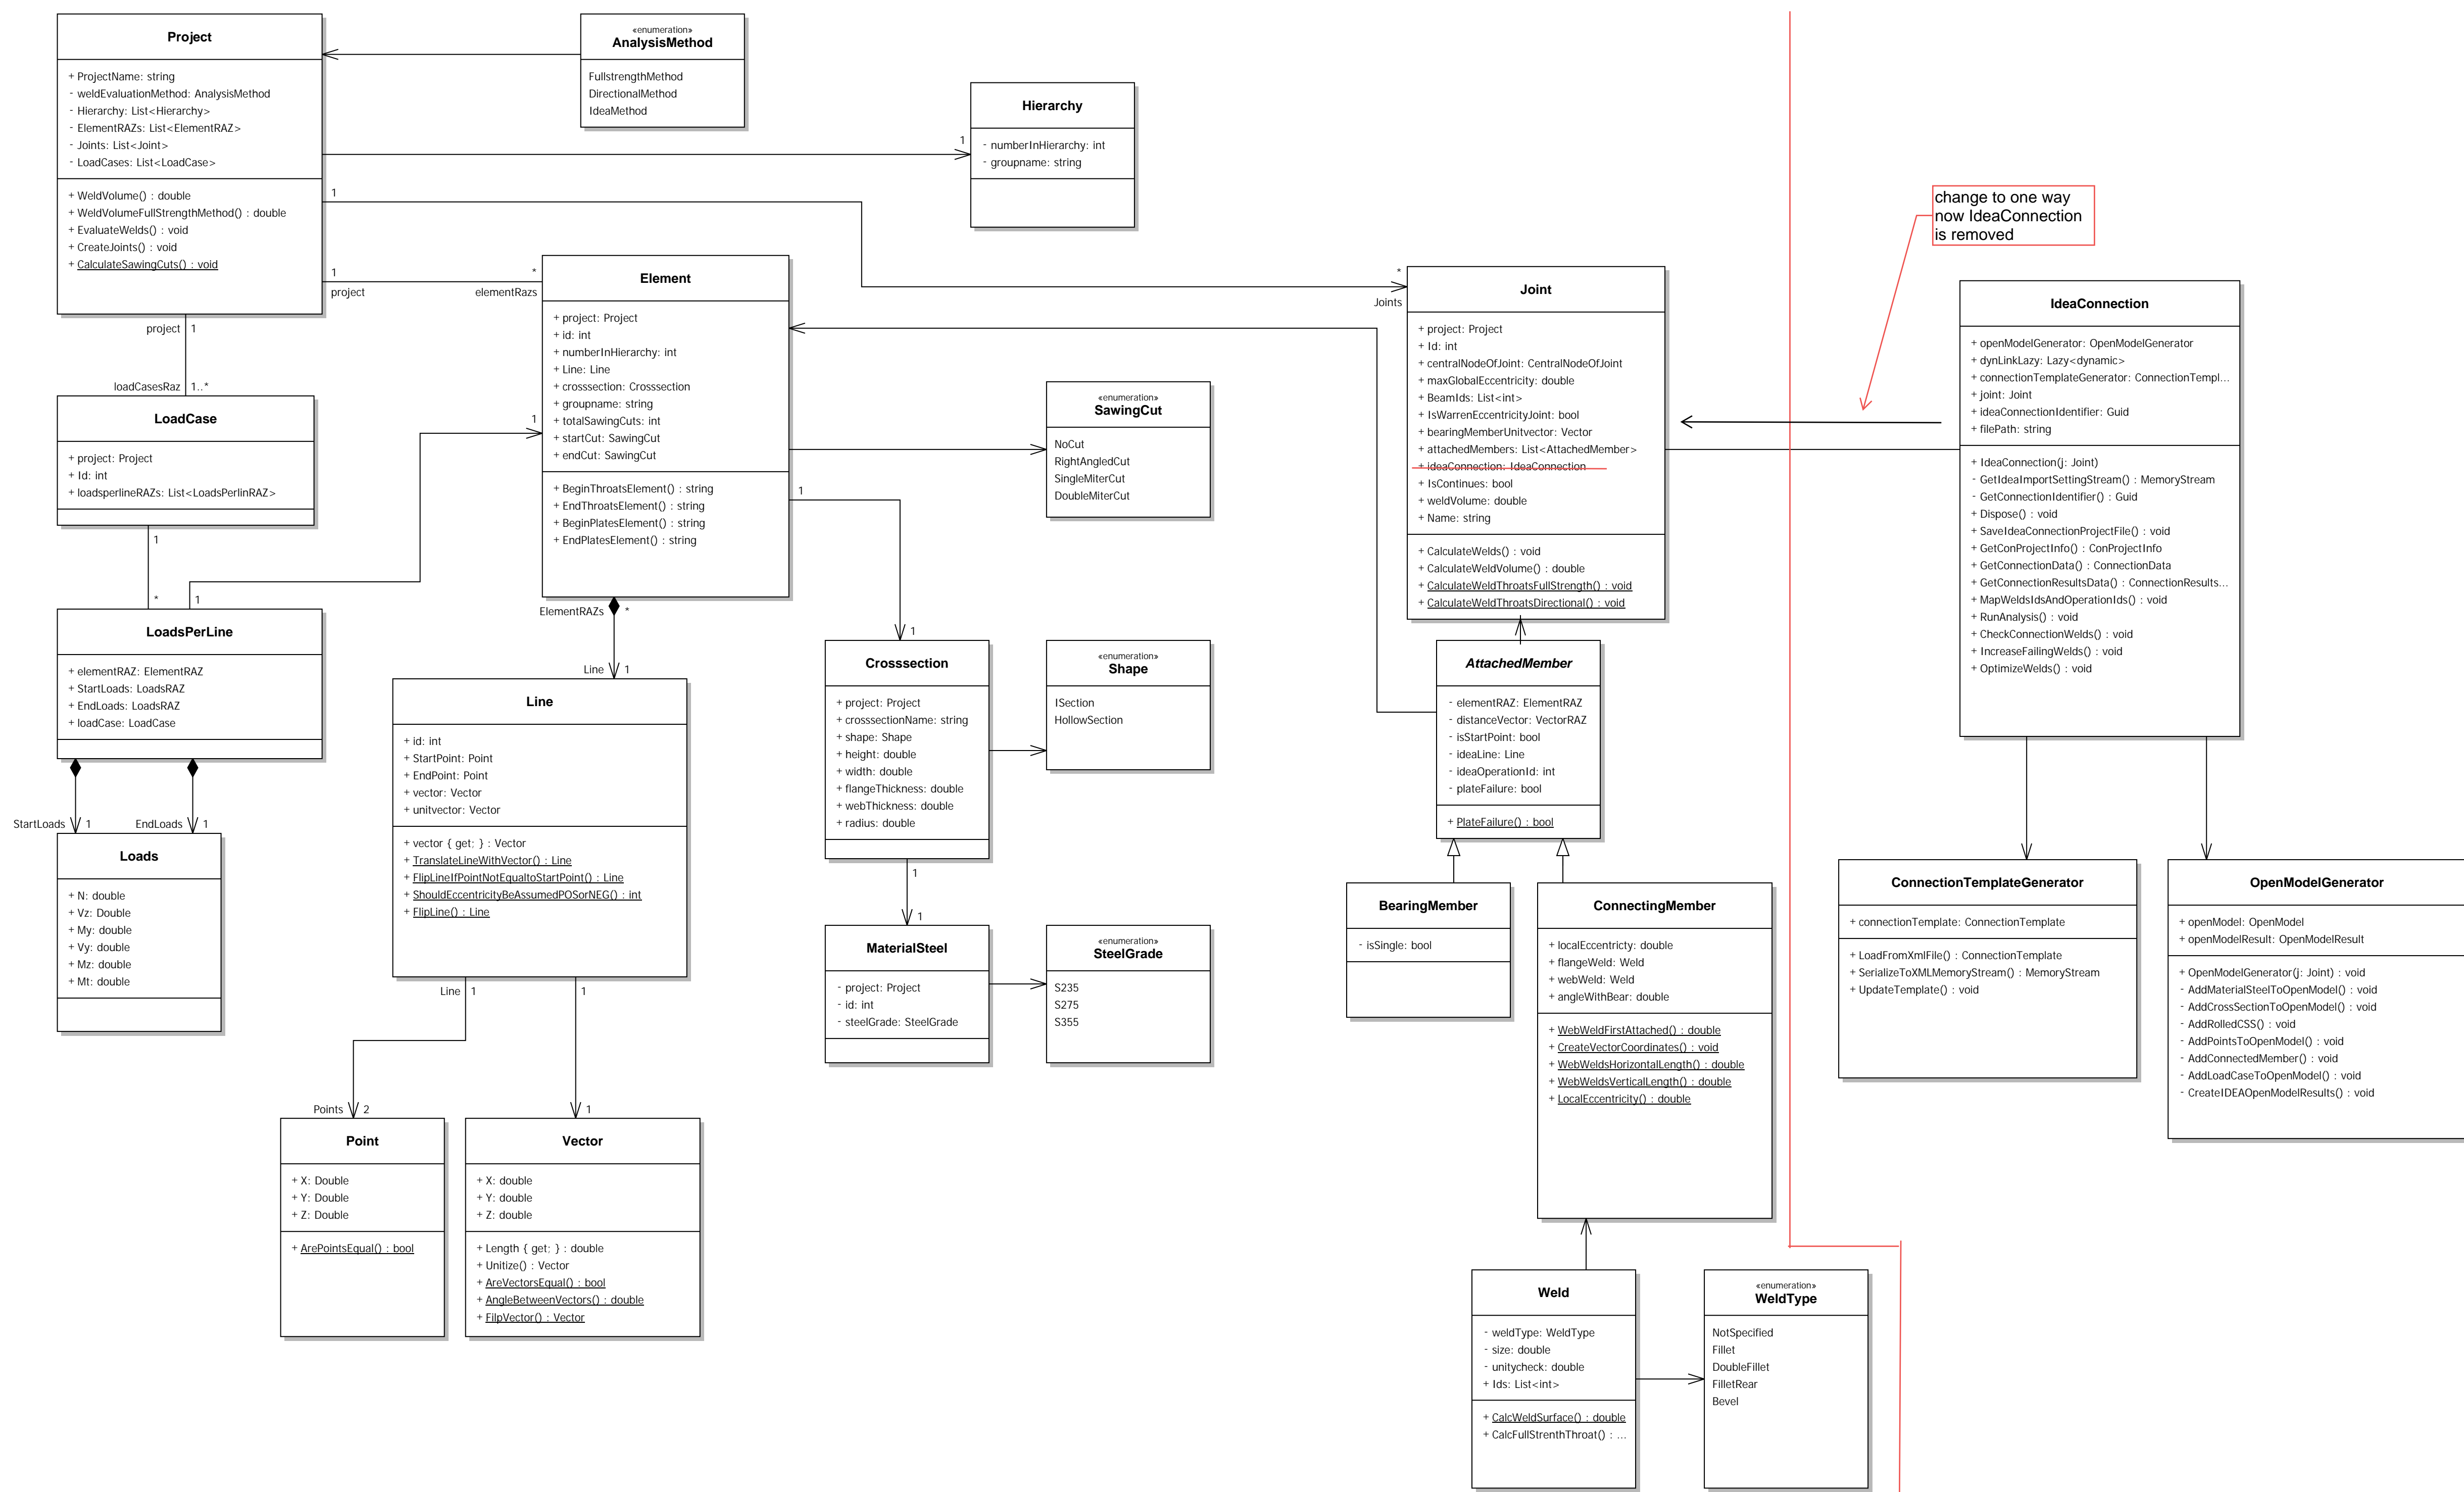 Project
+ ProjectName: string
- weldEvaluationMethod: AnalysisMethod
- Hierarchy: List<Hierarchy>
- ElementRAZs: List<ElementRAZ>
- Joints: List<Joint>
- LoadCases: List<LoadCase>
+ WeldVolume() : double
+ WeldVolumeFullStrengthMethod() : double
+ EvaluateWelds() : void
+ CreateJoints() : void
+ CalculateSawingCuts() : void
«enumeration»
AnalysisMethod
FullstrengthMethod
DirectionalMethod
IdeaMethod
1
Hierarchy
- numberInHierarchy: int
- groupname: string
1
*
Joints
1
*
project
elementRazs
project
1
loadCasesRaz
1..*
LoadCase
+ project: Project
+ Id: int
+ loadsperlineRAZs: List<LoadsPerlinRAZ>
1
*
1
1
LoadsPerLine
+ elementRAZ: ElementRAZ
+ StartLoads: LoadsRAZ
+ EndLoads: LoadsRAZ
+ loadCase: LoadCase
StartLoads
1
EndLoads
1
Loads
+ N: double
+ Vz: Double
+ My: double
+ Vy: double
+ Mz: double
+ Mt: double
Element
+ project: Project
+ id: int
+ numberInHierarchy: int
+ Line: Line
+ crosssection: Crosssection
+ groupname: string
+ totalSawingCuts: int
+ startCut: SawingCut
+ endCut: SawingCut
+ BeginThroatsElement() : string
+ EndThroatsElement() : string
+ BeginPlatesElement() : string
+ EndPlatesElement() : string
ElementRAZs
*
Line
1
Line
+ id: int
+ StartPoint: Point
+ EndPoint: Point
+ vector: Vector
+ unitvector: Vector
+ vector { get; } : Vector
+ TranslateLineWithVector() : Line
+ FlipLineIfPointNotEqualtoStartPoint() : Line
+ ShouldEccentricityBeAssumedPOSorNEG() : int
+ FlipLine() : Line
Line
1
1
Points
2
1
Point
+ X: Double
+ Y: Double
+ Z: Double
+ ArePointsEqual() : bool
Vector
+ X: double
+ Y: double
+ Z: double
+ Length { get; } : double
+ Unitize() : Vector
+ AreVectorsEqual() : bool
+ AngleBetweenVectors() : double
+ FilpVector() : Vector
«enumeration»
SawingCut
NoCut
RightAngledCut
SingleMiterCut
DoubleMiterCut
1
1
Crosssection
+ project: Project
+ crosssectionName: string
+ shape: Shape
+ height: double
+ width: double
+ flangeThickness: double
+ webThickness: double
+ radius: double
«enumeration»
Shape
ISection
HollowSection
1
1
MaterialSteel
- project: Project
- id: int
- steelGrade: SteelGrade
«enumeration»
SteelGrade
S235
S275
S355
Joint
+ project: Project
+ Id: int
+ centralNodeOfJoint: CentralNodeOfJoint
+ maxGlobalEccentricity: double
+ BeamIds: List<int>
+ IsWarrenEccentricityJoint: bool
+ bearingMemberUnitvector: Vector
+ attachedMembers: List<AttachedMember>
+ ideaConnection: IdeaConnection
+ IsContinues: bool
+ weldVolume: double
+ Name: string
+ CalculateWelds() : void
+ CalculateWeldVolume() : double
+ CalculateWeldThroatsFullStrength() : void
+ CalculateWeldThroatsDirectional() : void
AttachedMember
- elementRAZ: ElementRAZ
- distanceVector: VectorRAZ
- isStartPoint: bool
- ideaLine: Line
- ideaOperationId: int
- plateFailure: bool
+ PlateFailure() : bool
BearingMember
- isSingle: bool
ConnectingMember
+ localEccentricty: double
+ flangeWeld: Weld
+ webWeld: Weld
+ angleWithBear: double
+ WebWeldFirstAttached() : double
+ CreateVectorCoordinates() : void
+ WebWeldsHorizontalLength() : double
+ WebWeldsVerticalLength() : double
+ LocalEccentricity() : double
Weld
- weldType: WeldType
- size: double
- unitycheck: double
+ Ids: List<int>
+ CalcWeldSurface() : double
+ CalcFullStrenthThroat() : ...
«enumeration»
WeldType
NotSpecified
Fillet
DoubleFillet
FilletRear
Bevel
change to one way
now IdeaConnection
is removed
IdeaConnection
+ openModelGenerator: OpenModelGenerator
+ dynLinkLazy: Lazy<dynamic>
+ connectionTemplateGenerator: ConnectionTempl...
+ joint: Joint
+ ideaConnectionIdentifier: Guid
+ filePath: string
+ IdeaConnection(j: Joint)
- GetIdeaImportSettingStream() : MemoryStream
- GetConnectionIdentifier() : Guid
+ Dispose() : void
+ SaveIdeaConnectionProjectFile() : void
+ GetConProjectInfo() : ConProjectInfo
+ GetConnectionData() : ConnectionData
+ GetConnectionResultsData() : ConnectionResults...
+ MapWeldsIdsAndOperationIds() : void
+ RunAnalysis() : void
+ CheckConnectionWelds() : void
+ IncreaseFailingWelds() : void
+ OptimizeWelds() : void
ConnectionTemplateGenerator
+ connectionTemplate: ConnectionTemplate
+ LoadFromXmlFile() : ConnectionTemplate
+ SerializeToXMLMemoryStream() : MemoryStream
+ UpdateTemplate() : void
OpenModelGenerator
+ openModel: OpenModel
+ openModelResult: OpenModelResult
+ OpenModelGenerator(j: Joint) : void
- AddMaterialSteelToOpenModel() : void
- AddCrossSectionToOpenModel() : void
- AddRolledCSS() : void
- AddPointsToOpenModel() : void
- AddConnectedMember() : void
- AddLoadCaseToOpenModel() : void
- CreateIDEAOpenModelResults() : void